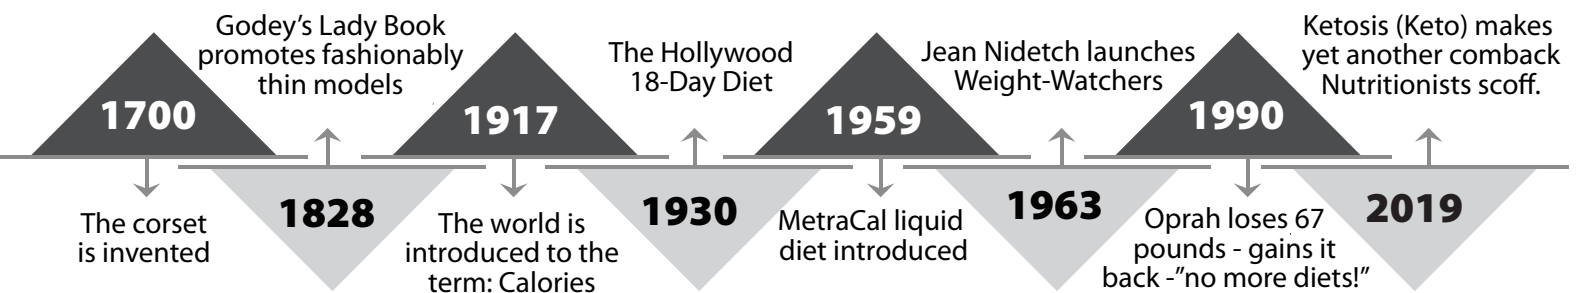 1700
The corset
is invented
Godey’s Lady Book
promotes fashionably
thin models
1828
1917
The world is
introduced to the
term: Calories
The Hollywood
18-Day Diet
1930
1959
MetraCal liquid
diet introduced
Jean Nidetch launches
Weight-Watchers
1963
1990
Oprah loses 67
pounds - gains it
back -”no more diets!”
Ketosis (Keto) makes
yet another comback
Nutritionists scoff.
2019